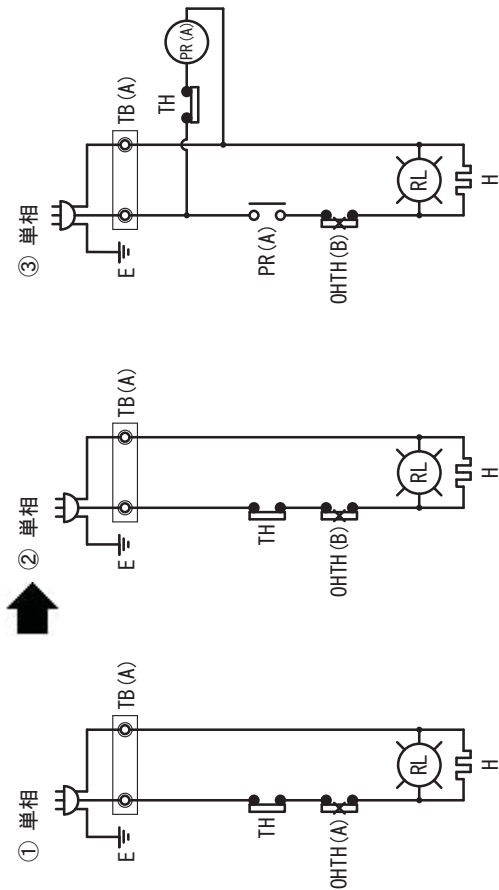 ① 単相
TB(A)
E
TH
OHTH(A)
RL
H
② 単相
TB(A)
E
TH
OHTH(B)
RL
H
③ 単相
TB(A)
E
TH
PR(A)
PR(A)
OHTH(B)
RL
H